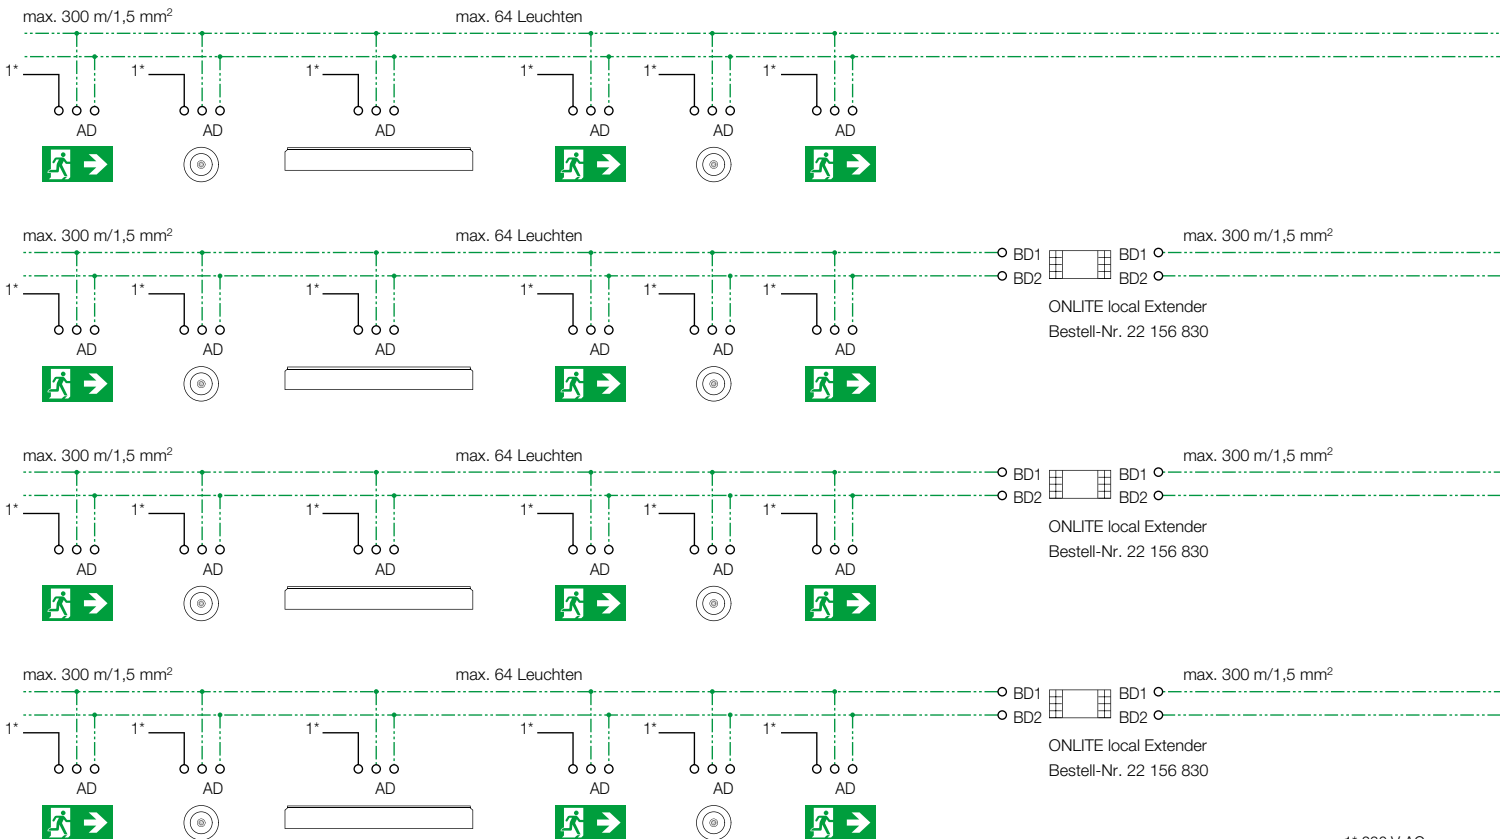 max. 300 m/1,5 mm² max. 64 Leuchten
1* 1* 1* 1* 1* 1*
AD AD AD AD AD AD
max. 300 m/1,5 mm² max. 64 Leuchten max. 300 m/1,5 mm²
BD1 BD1
BD2 BD2
1* 1* 1* 1* 1* 1*
ONLITE local Extender
Bestell-Nr. 22 156 830
AD AD AD AD AD AD
max. 300 m/1,5 mm² max. 64 Leuchten max. 300 m/1,5 mm²
BD1 BD1
BD2 BD2
1* 1* 1* 1* 1* 1*
ONLITE local Extender
Bestell-Nr. 22 156 830
AD AD AD AD AD AD
max. 300 m/1,5 mm² max. 64 Leuchten max. 300 m/1,5 mm²
BD1 BD1
BD2 BD2
1* 1* 1* 1* 1* 1*
ONLITE local Extender
Bestell-Nr. 22 156 830
AD AD AD AD AD AD